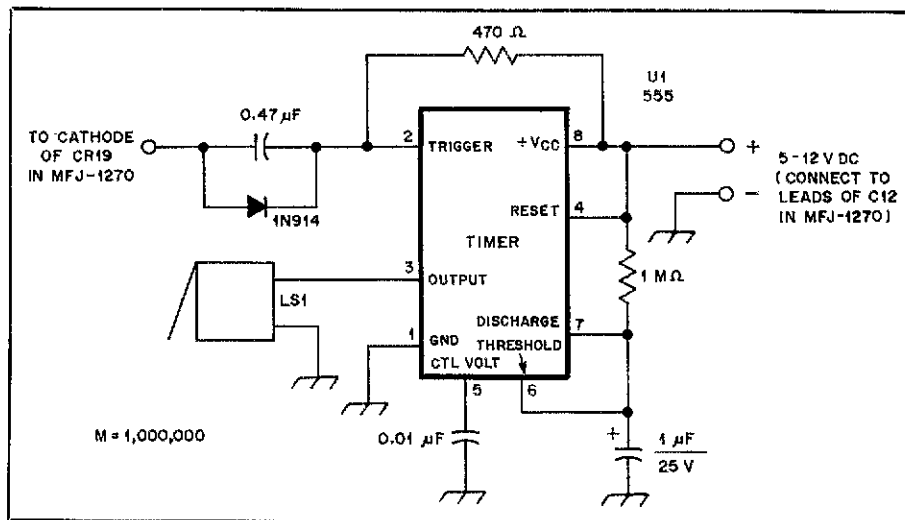 470 Ω
U1
555
0.47 µF
TO CATHODE
OF CR19
IN MFJ-1270
1N914
2
TRIGGER
+VCC
8
+
5-12 V DC
(CONNECT TO
LEADS OF C12
IN MFJ-1270)
-
RESET
4
TIMER
3
OUTPUT
LS1
1 MΩ
DISCHARGE
7
1
GND
THRESHOLD
CTL VOLT
5
6
M = 1,000,000
0.01 µF
+
1 µF
25 V